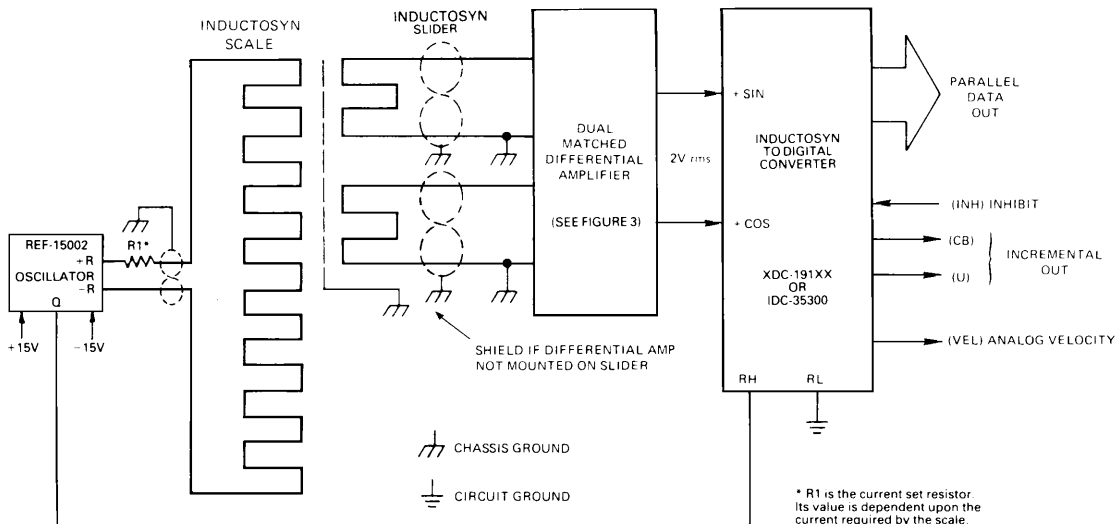 INDUCTOSYN
SCALE
INDUCTOSYN
SLIDER
REF-15002
+R
OSCILLATOR
−R
Q
R1*
+15V
−15V
DUAL
MATCHED
DIFFERENTIAL
AMPLIFIER
(SEE FIGURE 3)
2V rms
+ SIN
INDUCTOSYN
TO DIGITAL
CONVERTER
+ COS
XDC-191XX
OR
IDC-35300
RH
RL
PARALLEL
DATA
OUT
(INH) INHIBIT
(CB)
(U)
INCREMENTAL
OUT
(VEL) ANALOG VELOCITY
SHIELD IF DIFFERENTIAL AMP
NOT MOUNTED ON SLIDER
CHASSIS GROUND
CIRCUIT GROUND
* R1 is the current set resistor.
Its value is dependent upon the
current required by the scale.